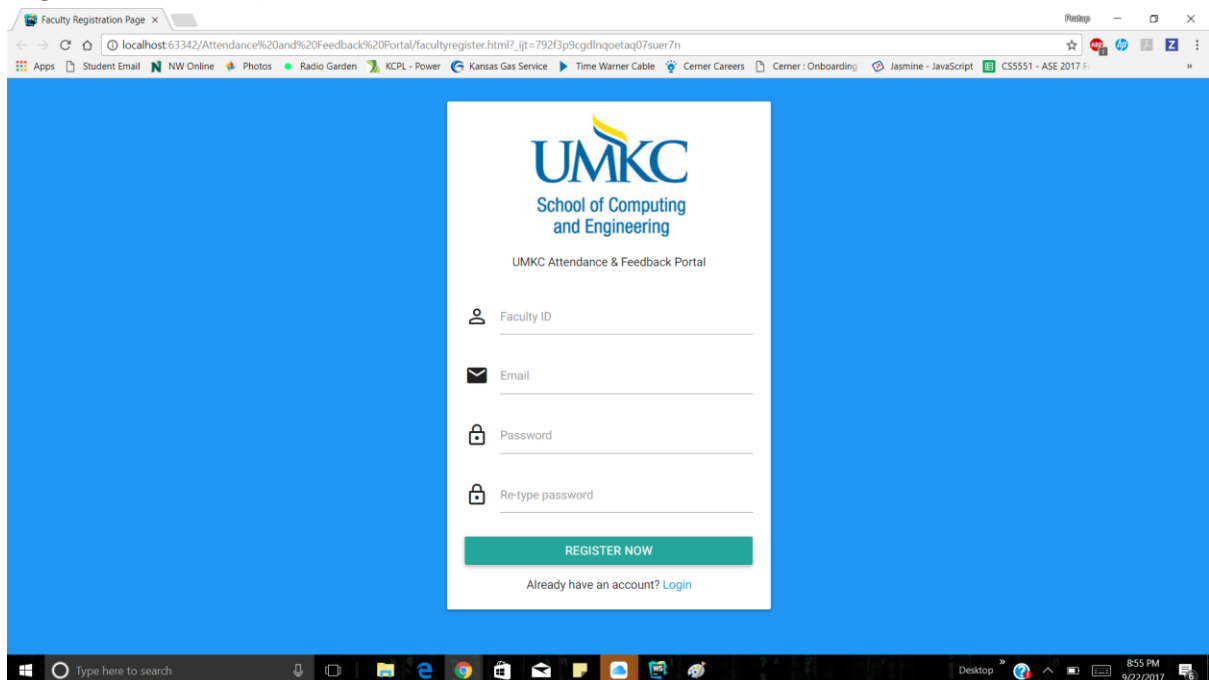 Faculty Registration Page
localhost:63342/Attendance%20and%20Feedback%20Portal/facultyregister.html?_ijt=792f3p9cgdlnqoetaq07suer7n
Apps Student Email NW Online Photos Radio Garden KCPL - Power Kansas Gas Service Time Warner Cable Cerner Careers Cerner : Onboarding Jasmine - JavaScript CS5551 - ASE 2017 »
UMKC
School of Computing
and Engineering
UMKC Attendance & Feedback Portal
Faculty ID
Email
Password
Re-type password
REGISTER NOW
Already have an account? Login
Type here to search
Desktop »
8:55 PM
9/22/2017